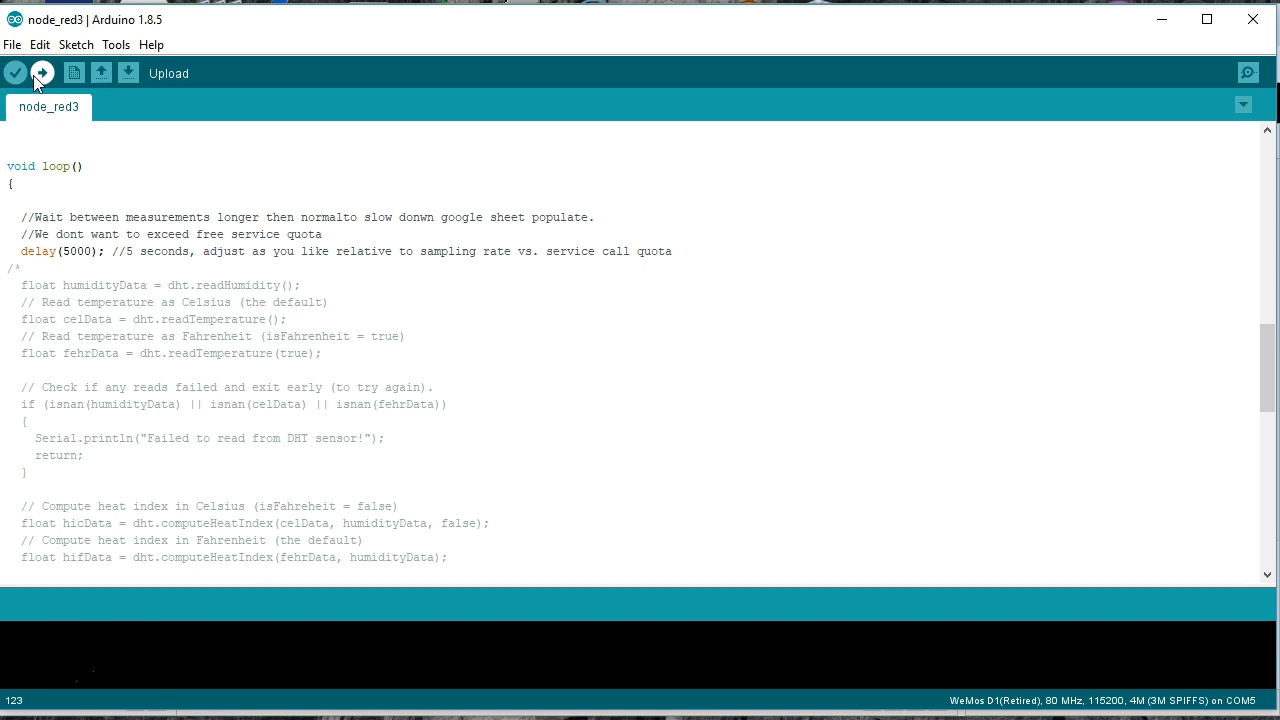 node_red3 | Arduino 1.8.5
File Edit Sketch Tools Help
Upload
node_red3
void loop()
{
//Wait between measurements longer then normalto slow donwn google sheet populate.
//We dont want to exceed free service quota
delay(5000); //5 seconds, adjust as you like relative to sampling rate vs. service call quota
/*
float humidityData = dht.readHumidity();
// Read temperature as Celsius (the default)
float celData = dht.readTemperature();
// Read temperature as Fahrenheit (isFahrenheit = true)
float fehrData = dht.readTemperature(true);
// Check if any reads failed and exit early (to try again).
if (isnan(humidityData) || isnan(celData) || isnan(fehrData))
{
Serial.println("Failed to read from DHT sensor!");
return;
}
// Compute heat index in Celsius (isFahreheit = false)
float hicData = dht.computeHeatIndex(celData, humidityData, false);
// Compute heat index in Fahrenheit (the default)
float hifData = dht.computeHeatIndex(fehrData, humidityData);
123
WeMos D1(Retired), 80 MHz, 115200, 4M (3M SPIFFS) on COM5